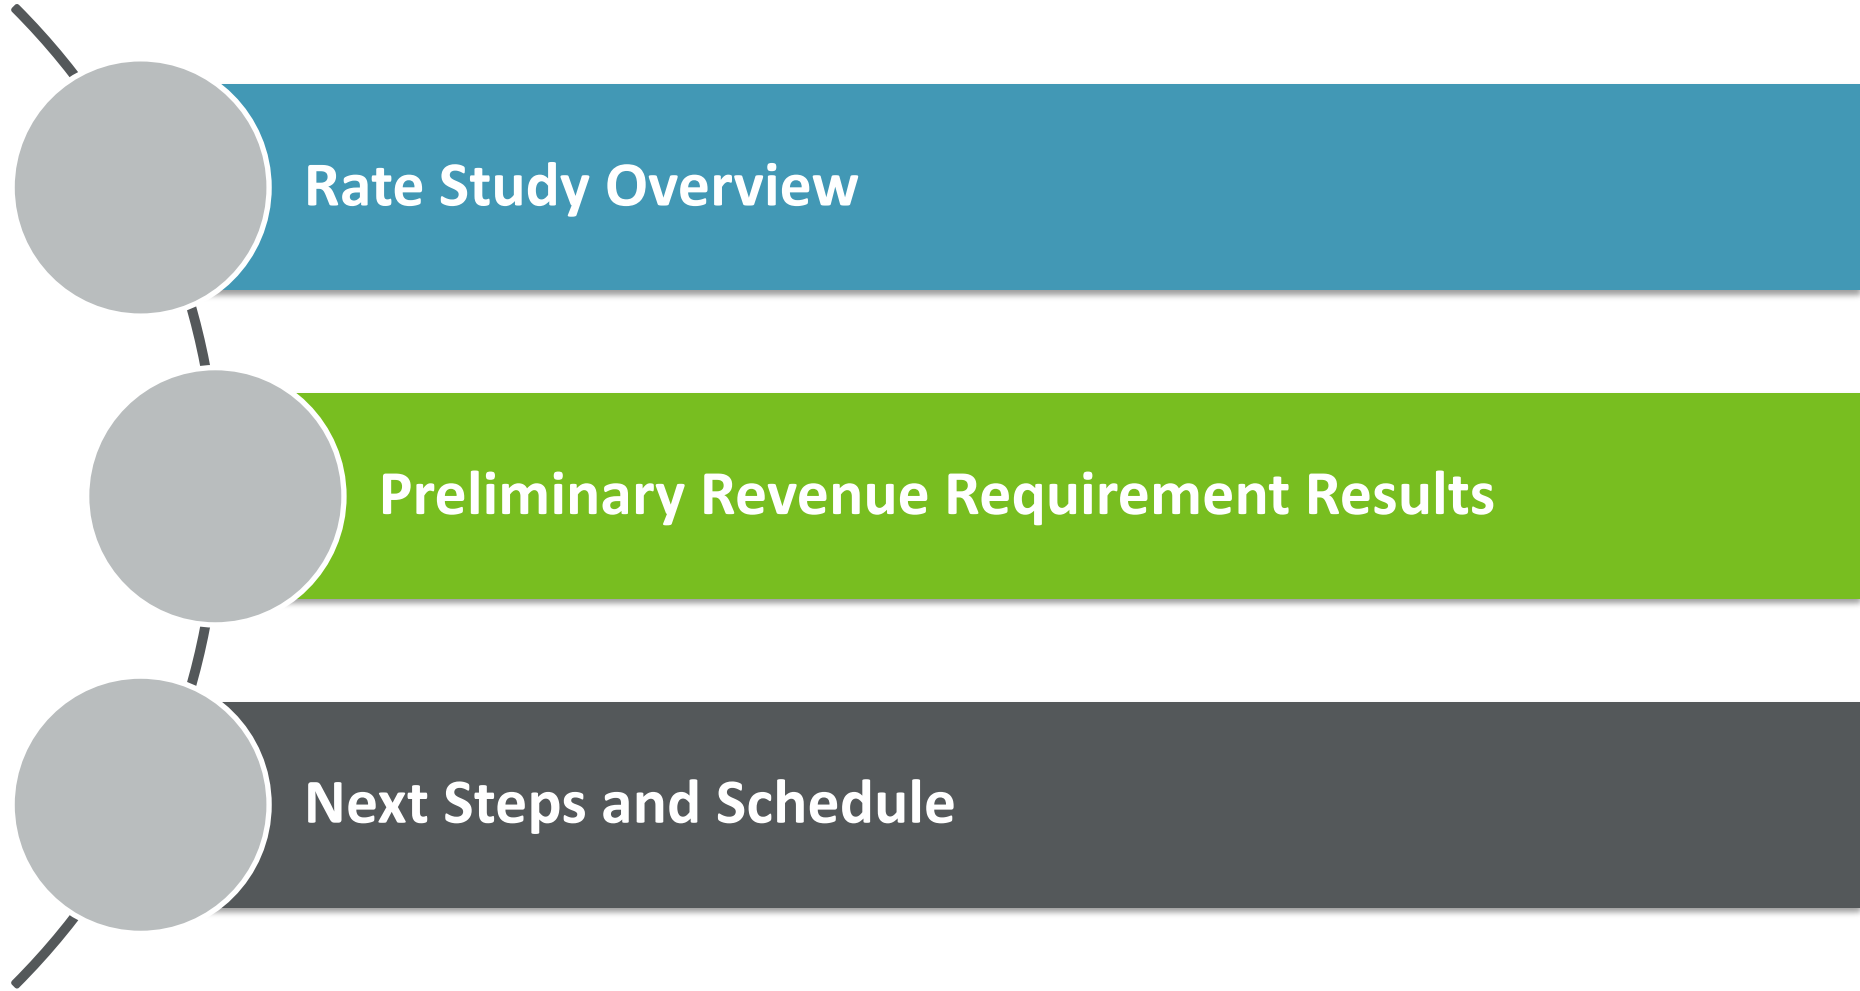 Rate Study Overview
Preliminary Revenue Requirement Results
Next Steps and Schedule